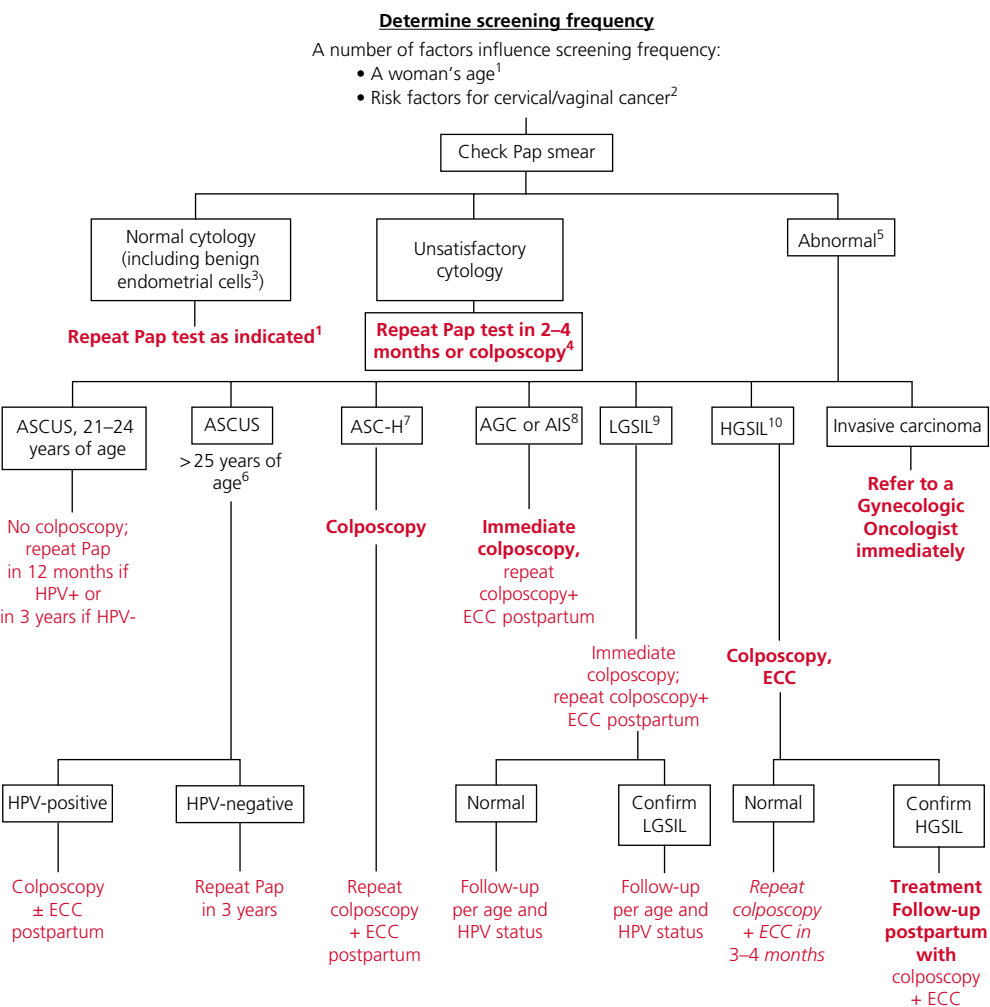 Determine screening frequency
A number of factors influence screening frequency:
• A woman's age1
• Risk factors for cervical/vaginal cancer2
Check Pap smear
Normal cytology
(including benign
endometrial cells3)
Repeat Pap test as indicated1
Unsatisfactory
cytology
Repeat Pap test in 2–4
months or colposcopy4
Abnormal5
ASCUS, 21–24
years of age
No colposcopy;
repeat Pap
in 12 months if
HPV+ or
in 3 years if HPV-
ASCUS
>25 years of
age6
HPV-positive
Colposcopy
± ECC
postpartum
HPV-negative
Repeat Pap
in 3 years
ASC-H7
Colposcopy
Repeat
colposcopy
+ ECC
postpartum
AGC or AIS8
Immediate
colposcopy,
repeat
colposcopy+
ECC postpartum
LGSIL9
Immediate
colposcopy;
repeat colposcopy+
ECC postpartum
Normal
Follow-up
per age and
HPV status
Confirm
LGSIL
Follow-up
per age and
HPV status
HGSIL10
Colposcopy,
ECC
Normal
Repeat
colposcopy
+ ECC in
3–4 months
Confirm
HGSIL
Treatment
Follow-up
postpartum
with
colposcopy
+ ECC
Invasive carcinoma
Refer to a
Gynecologic
Oncologist
immediately